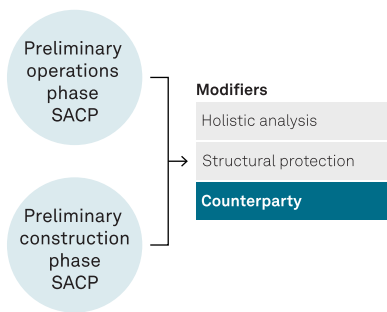 Preliminary
operations
phase
SACP
Modifiers
Holistic analysis
Structural protection
Counterparty
Preliminary
construction
phase
SACP